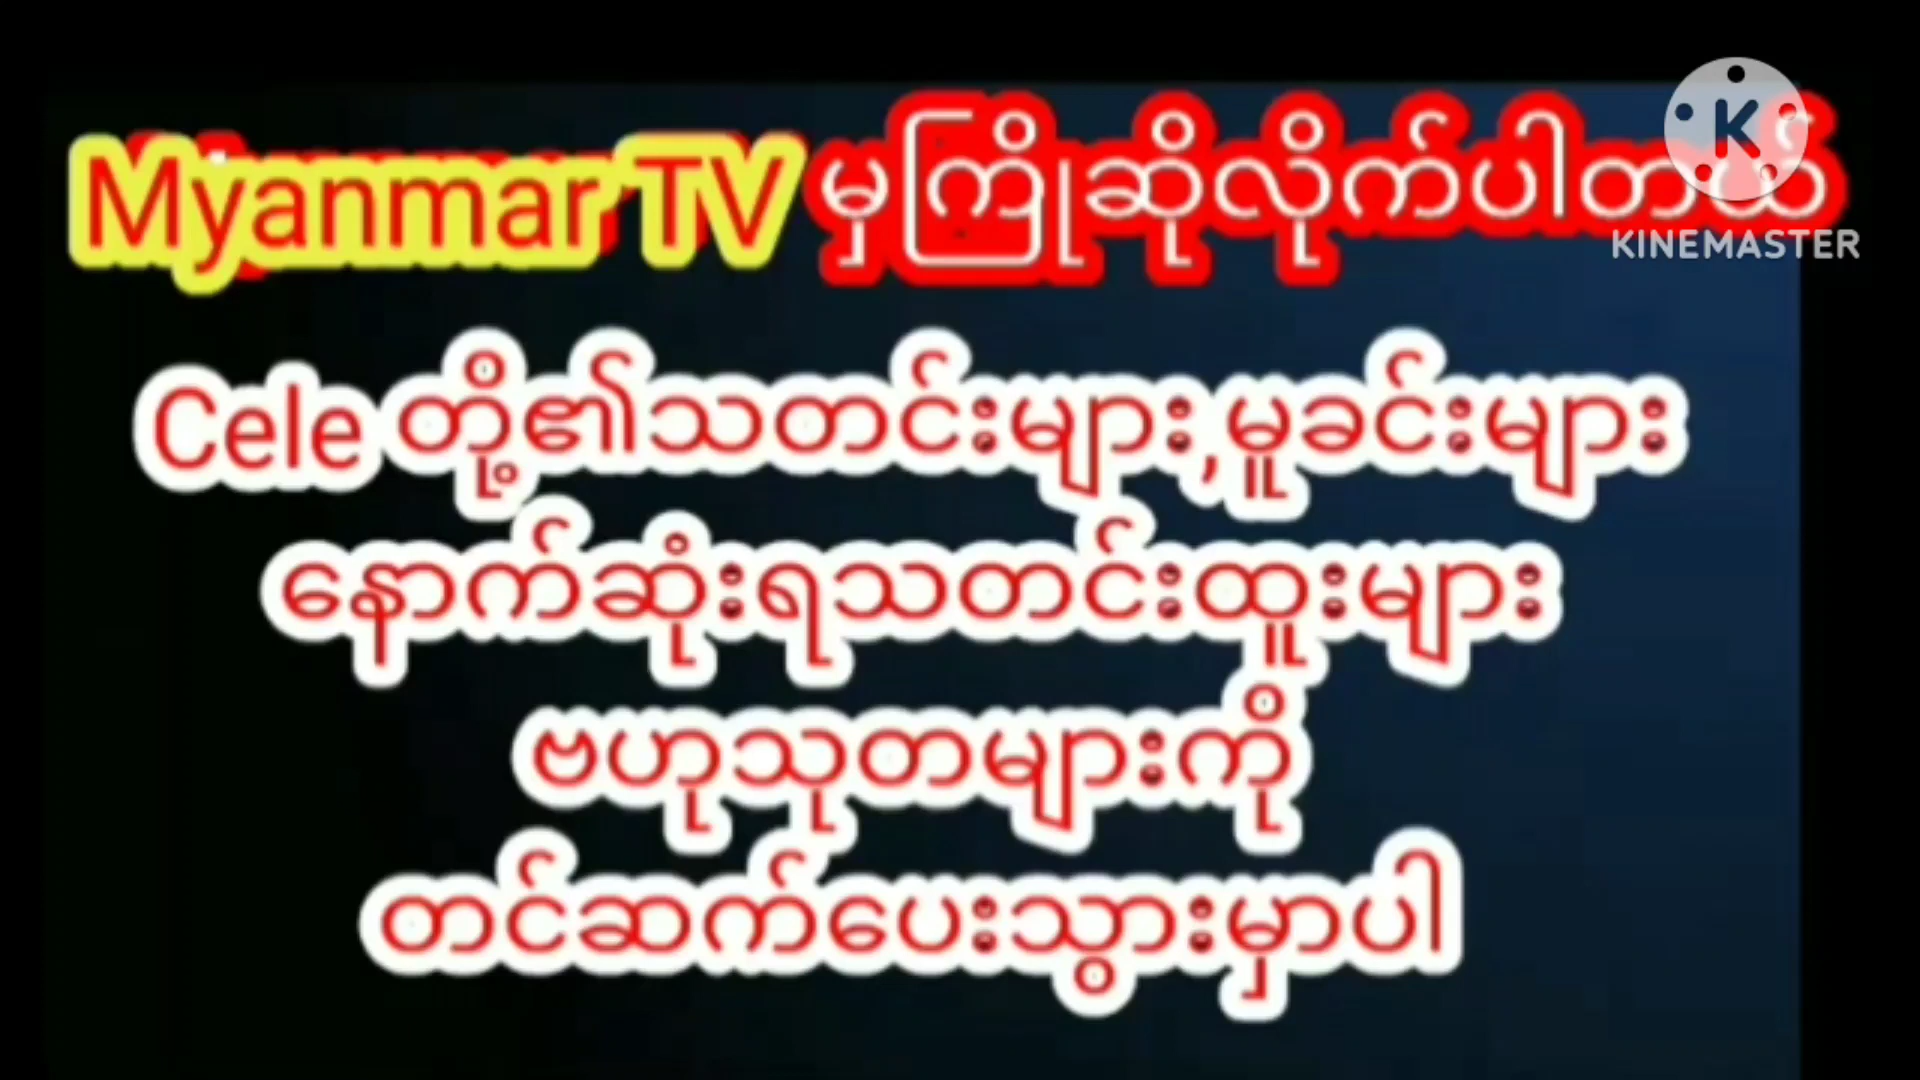 Myanmar TV မှကြိုဆိုလိုက်ပါတယ်
KINEMASTER
Cele တို့၏သတင်းများ,မူခင်းများ
နောက်ဆုံးရသတင်းထူးများ
ဗဟုသုတများကို
တင်ဆက်ပေးသွားမှာပါ